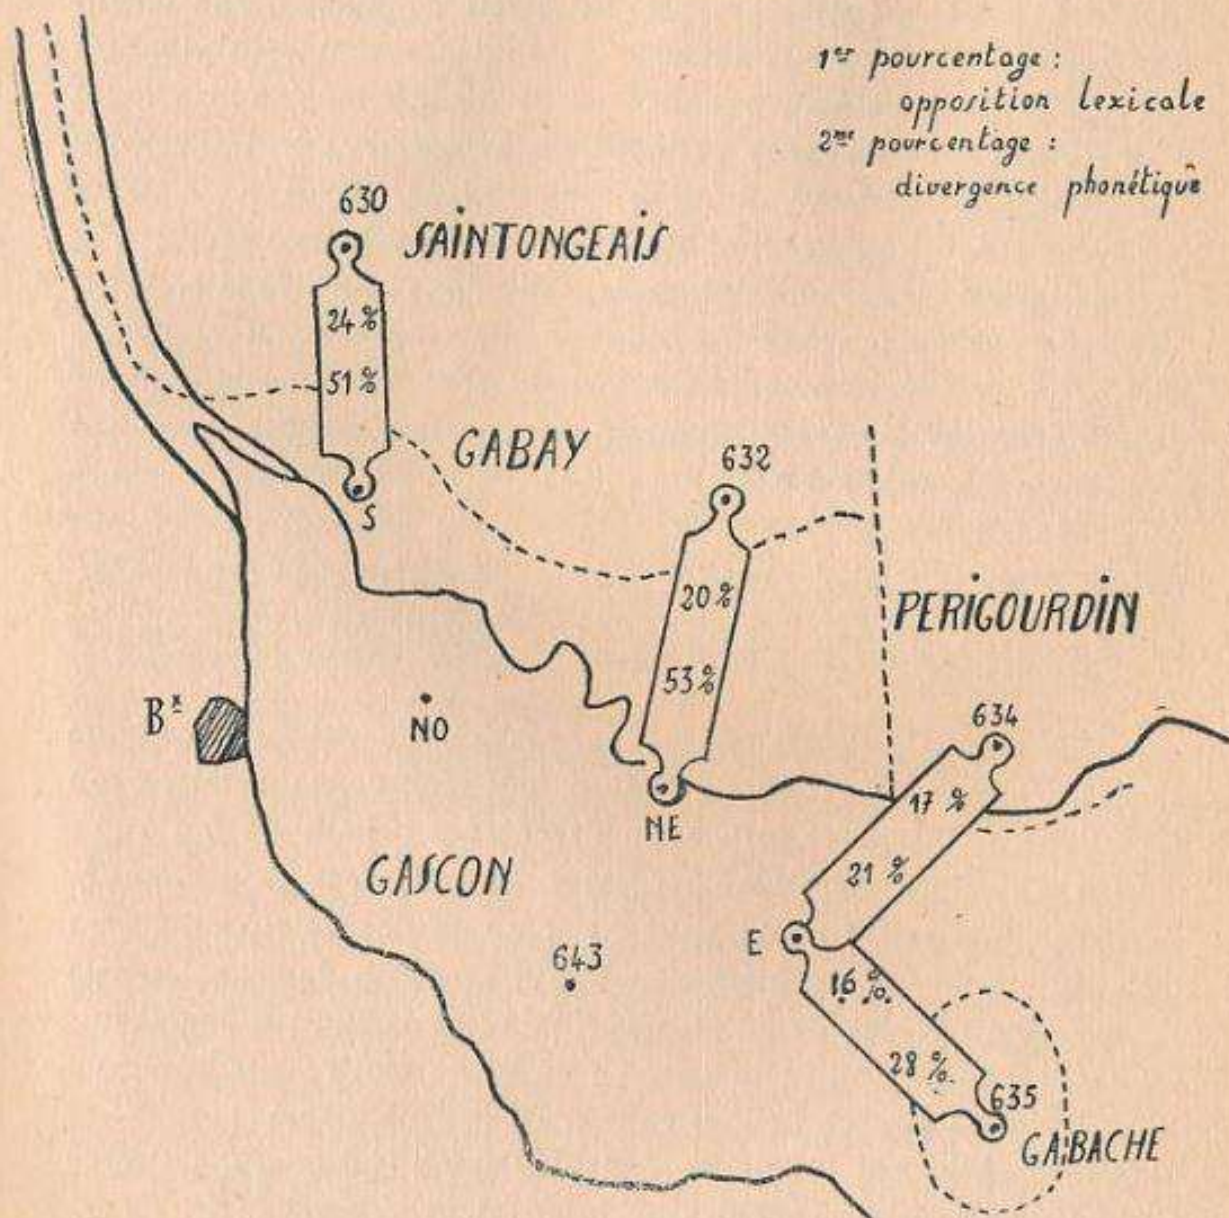 1er pourcentage :
opposition lexicale
2me pourcentage :
divergence phonétique
630
SAINTONGEAIS
24 %
51 %
GABAY
S
632
20 %
53 %
PERIGOURDIN
Bx
NO
NE
634
17 %
21 %
GASCON
E
643
16 %.
28 %.
635
GABACHE